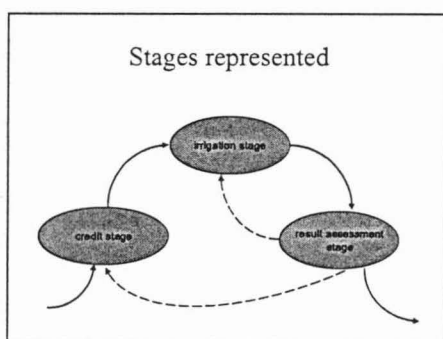 Stages represented
irrigation stage
credit stage
result assessment
stage